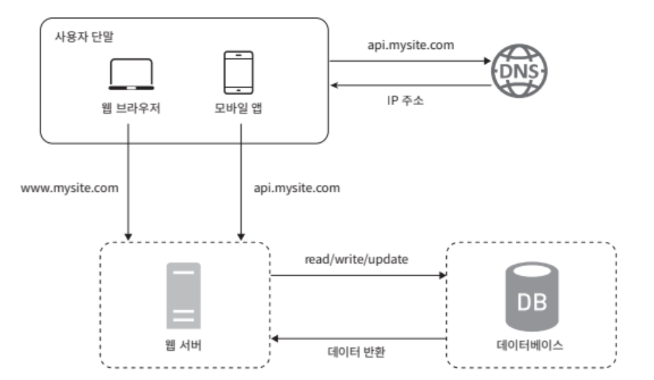 사용자 단말
웹 브라우저
모바일 앱
api.mysite.com
DNS
IP 주소
www.mysite.com
api.mysite.com
웹 서버
read/write/update
데이터 반환
DB
데이터베이스